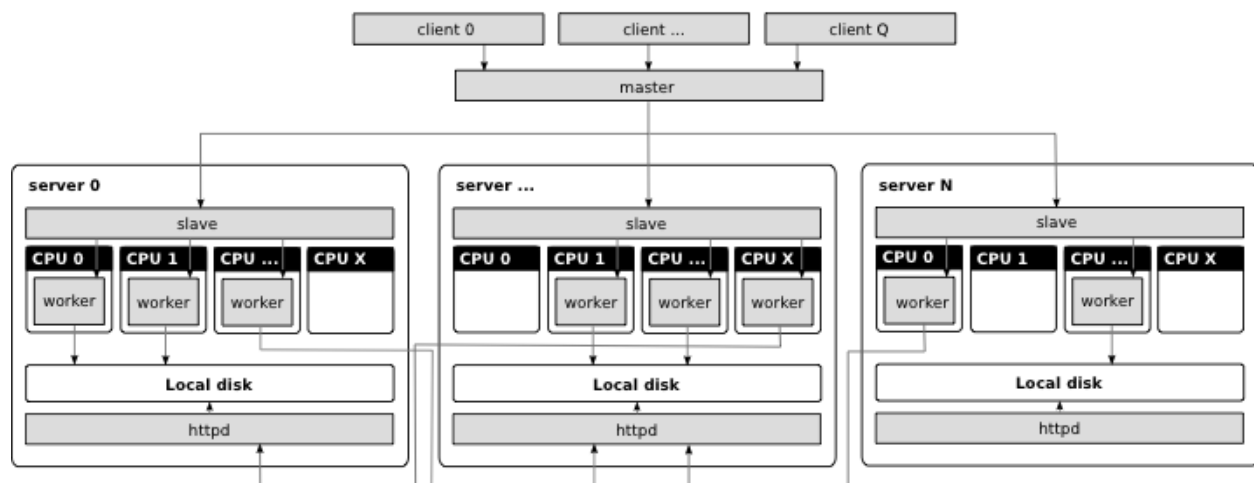 client 0 client ... client Q
master
server 0 server ... server N
slave slave slave
CPU 0 CPU 1 CPU ... CPU X CPU 0 CPU 1 CPU ... CPU X CPU 0 CPU 1 CPU ... CPU X
worker worker worker worker worker worker worker worker
Local disk Local disk Local disk
httpd httpd httpd